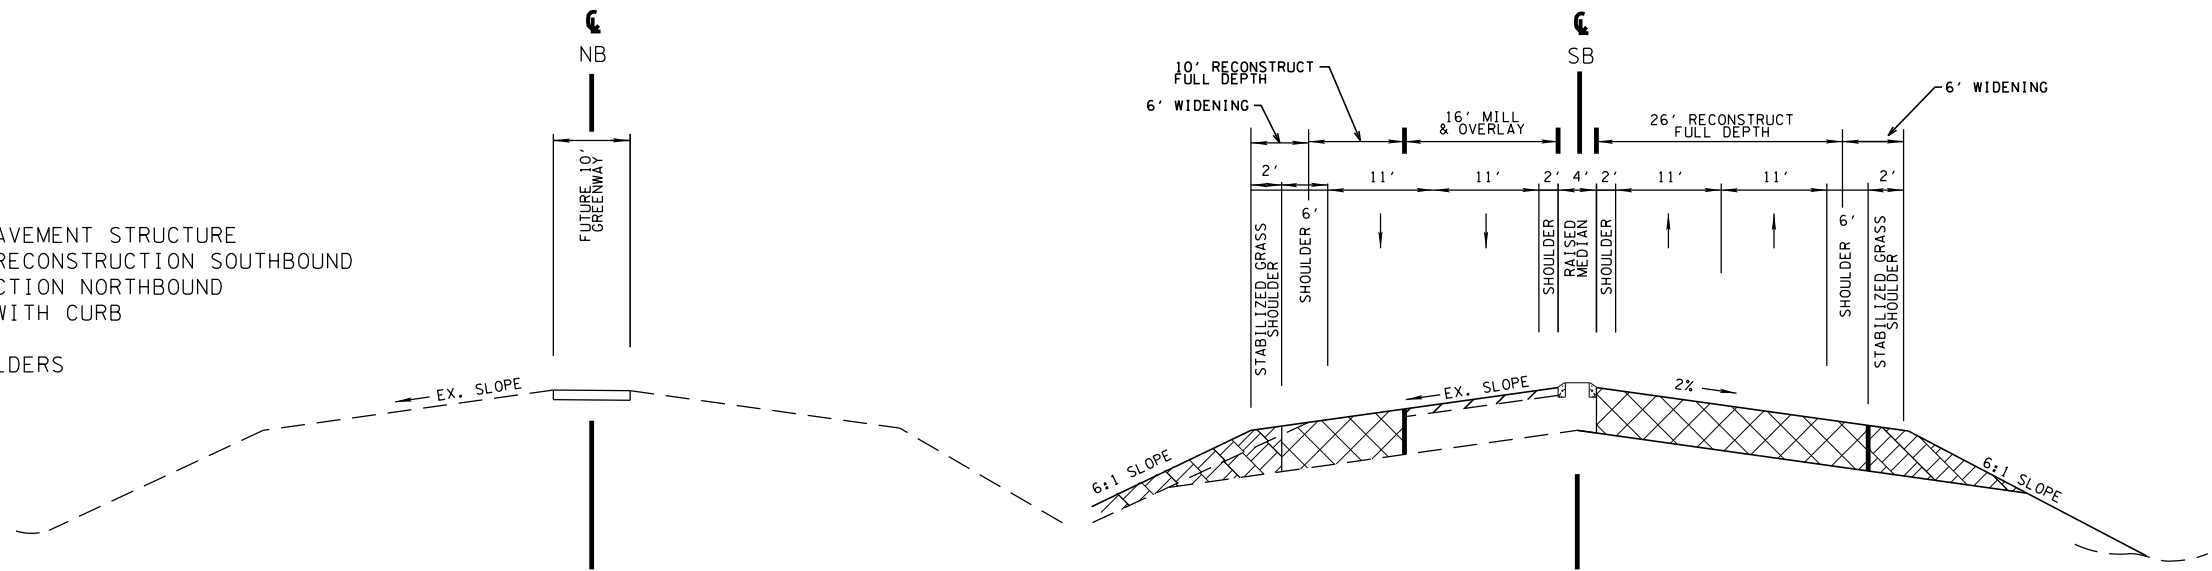 AVEMENT STRUCTURE
RECONSTRUCTION SOUTHBOUND
CTION NORTHBOUND
WITH CURB
LDERS
℄
NB
FUTURE 10'
GREENWAY
EX. SLOPE
℄
SB
10' RECONSTRUCT
FULL DEPTH
6' WIDENING
16' MILL
& OVERLAY
26' RECONSTRUCT
FULL DEPTH
6' WIDENING
2'
11'
11'
2'
4'
2'
11'
11'
2'
STABILIZED GRASS
SHOULDER
SHOULDER 6'
SHOULDER
RAISED
MEDIAN
SHOULDER
SHOULDER 6'
STABILIZED GRASS
SHOULDER
EX. SLOPE
2%
6:1 SLOPE
6:1 SLOPE